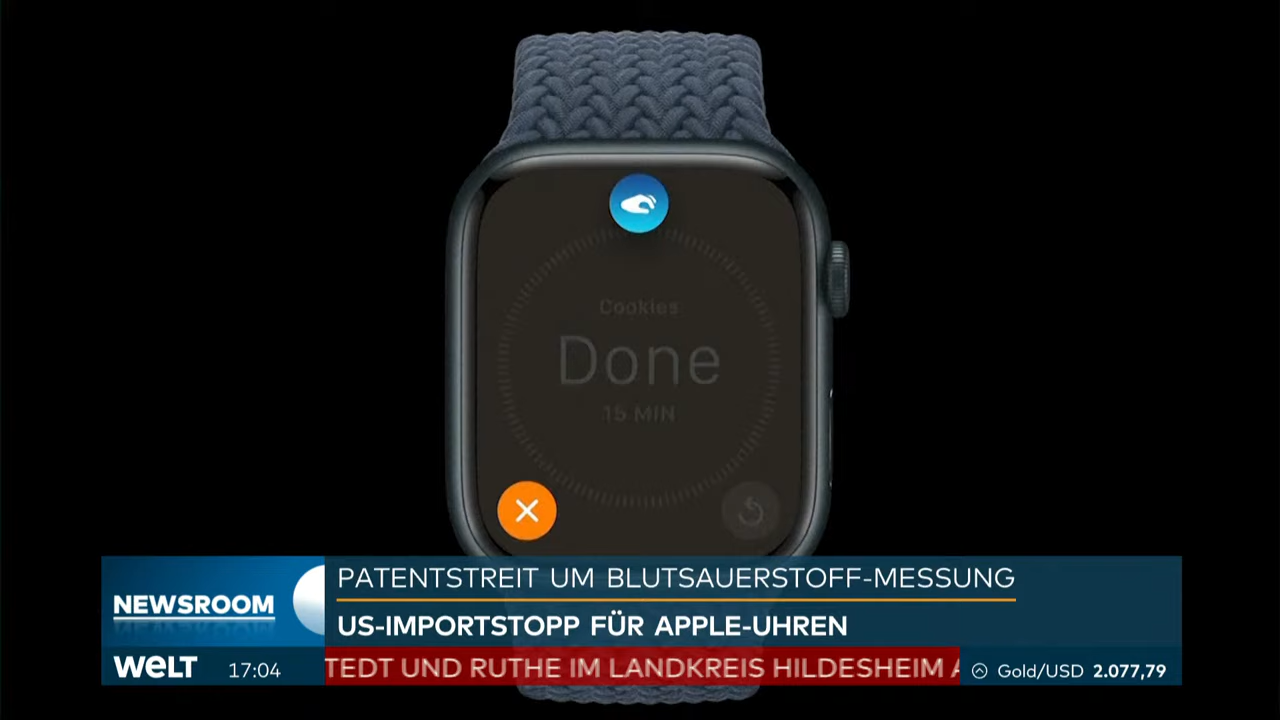 Cookies
Done
15 MIN
PATENTSTREIT UM BLUTSAUERSTOFF-MESSUNG
NEWSROOM
US-IMPORTSTOPP FÜR APPLE-UHREN
WELT 17:04 TEDT UND RUTHE IM LANDKREIS HILDESHEIM A Gold/USD 2.077,79